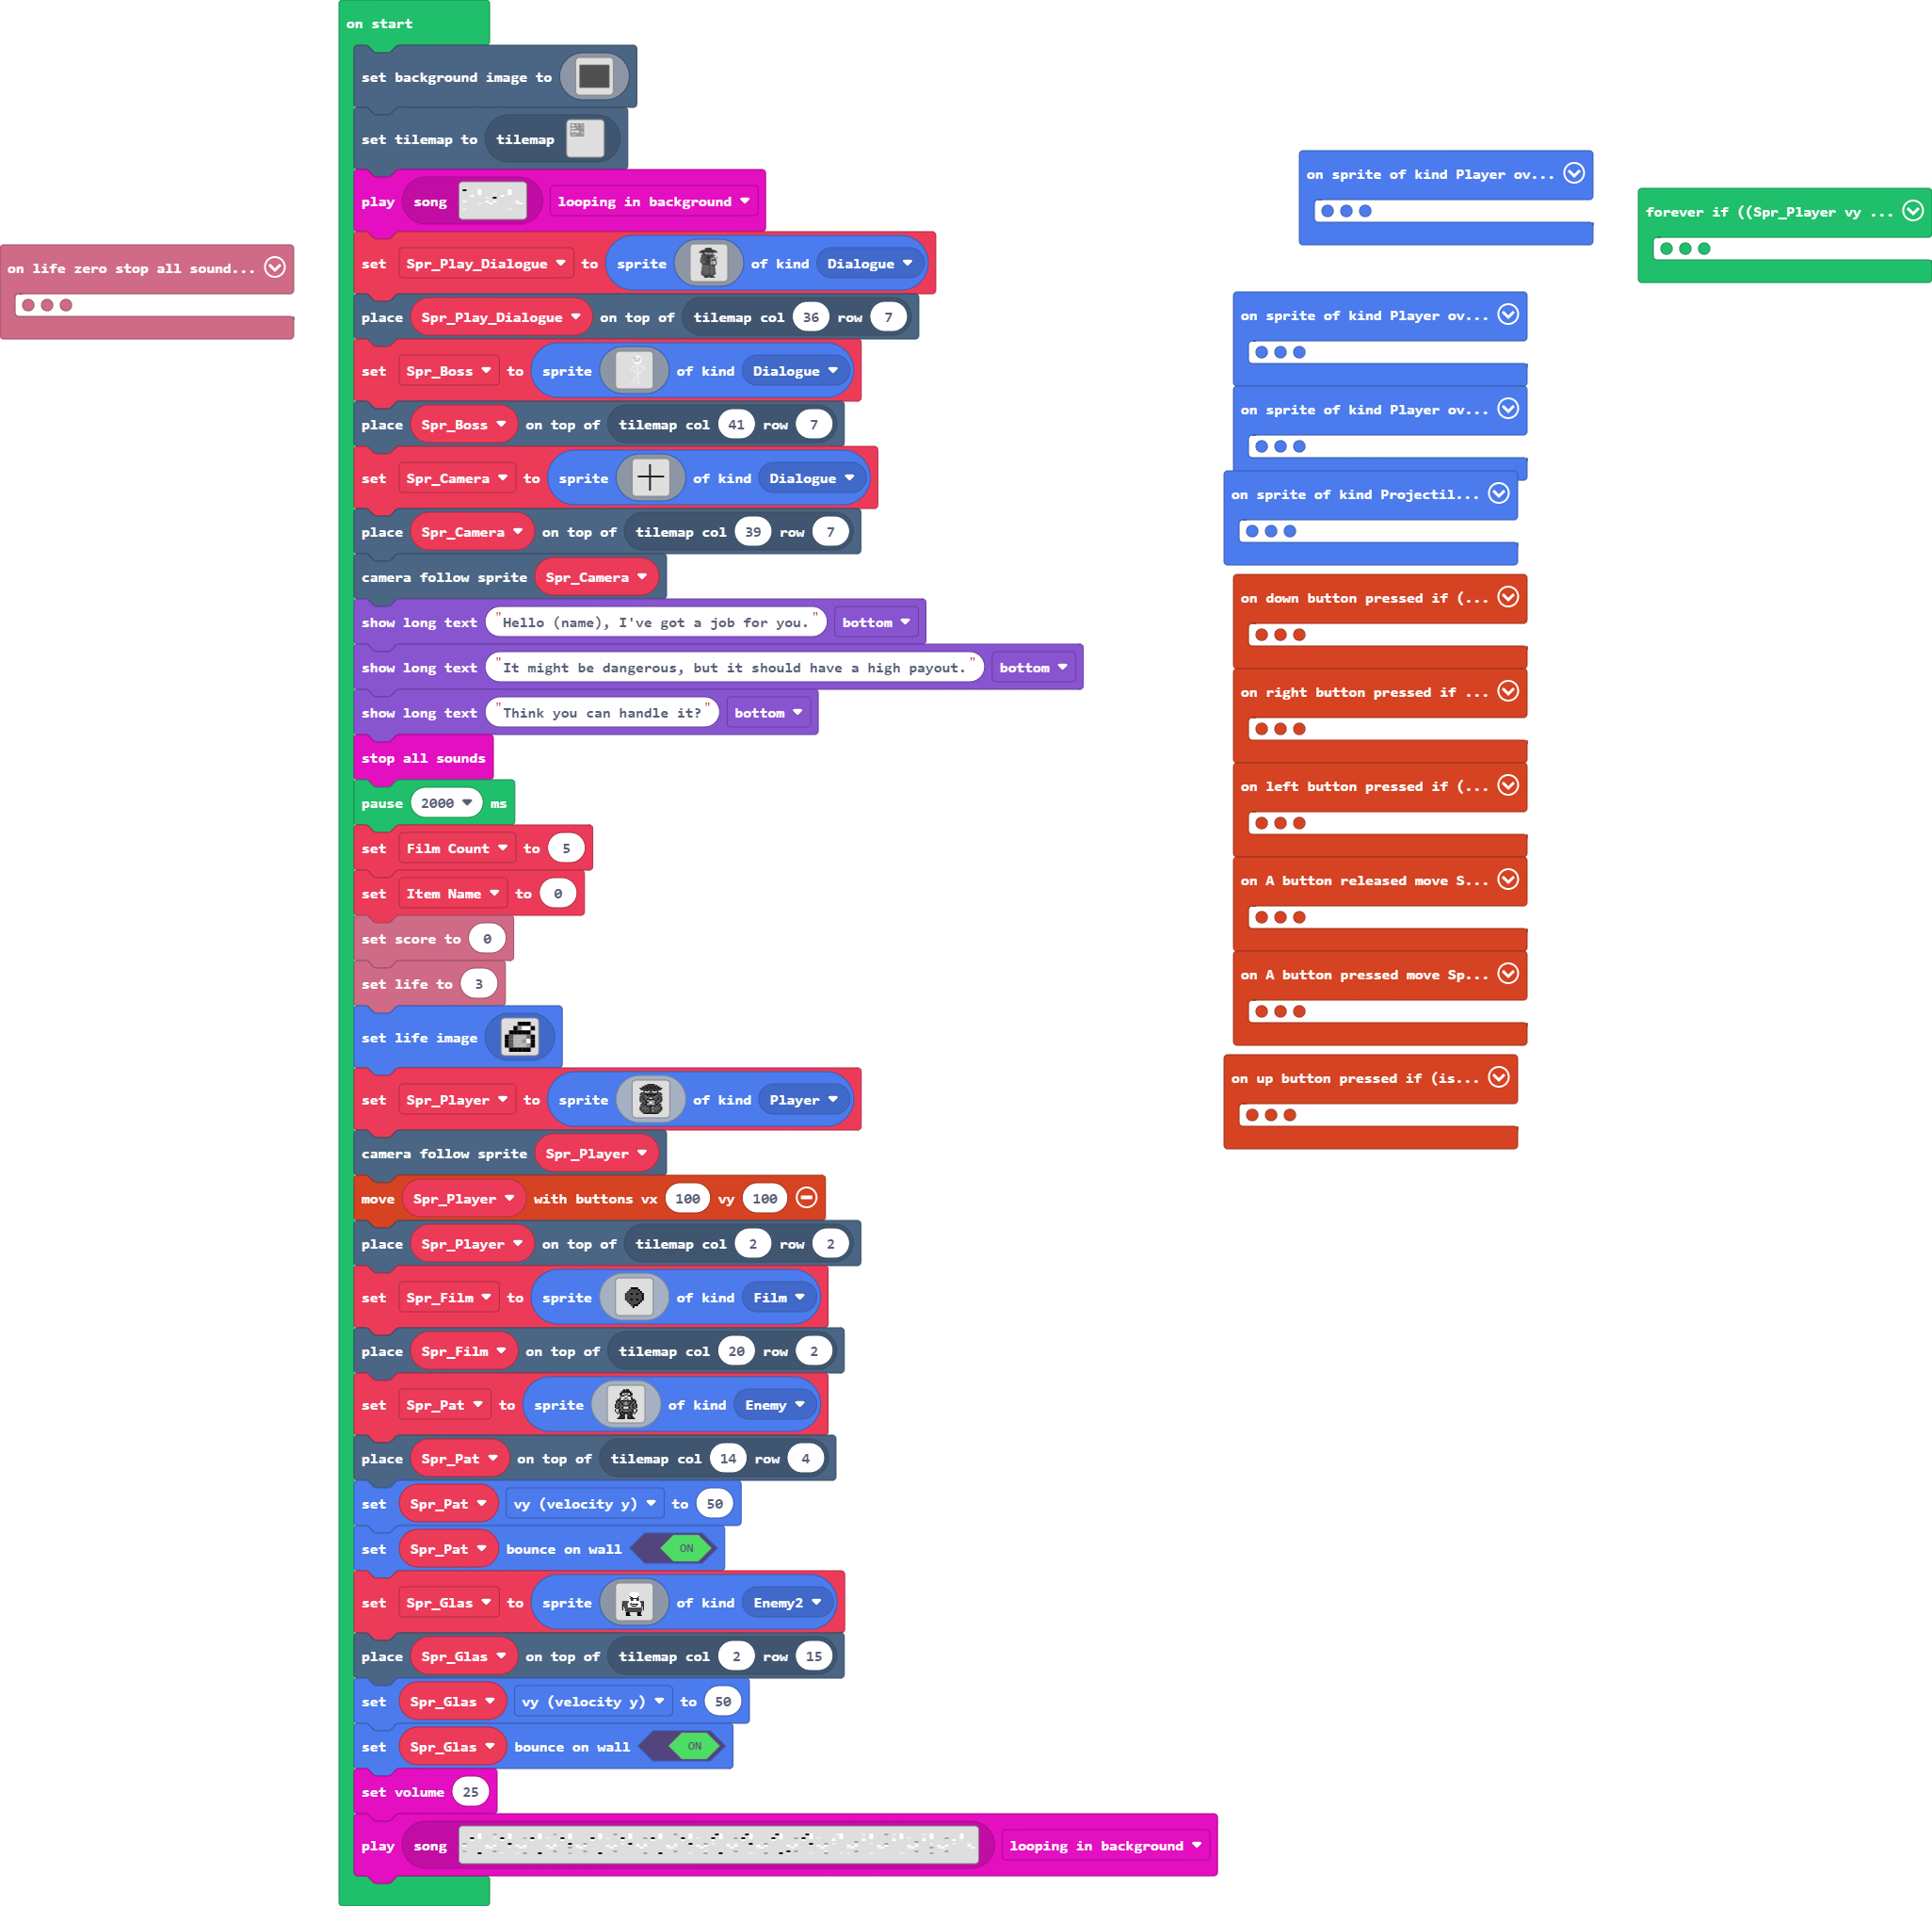 on start
set background image to
set tilemap to tilemap
play song looping in background
set Spr_Play_Dialogue to sprite of kind Dialogue
place Spr_Play_Dialogue on top of tilemap col 36 row 7
set Spr_Boss to sprite of kind Dialogue
place Spr_Boss on top of tilemap col 41 row 7
set Spr_Camera to sprite of kind Dialogue
place Spr_Camera on top of tilemap col 39 row 7
camera follow sprite Spr_Camera
show long text "Hello (name), I've got a job for you." bottom
show long text "It might be dangerous, but it should have a high payout." bottom
show long text "Think you can handle it?" bottom
stop all sounds
pause 2000 ms
set Film Count to 5
set Item Name to 0
set score to 0
set life to 3
set life image
set Spr_Player to sprite of kind Player
camera follow sprite Spr_Player
move Spr_Player with buttons vx 100 vy 100
place Spr_Player on top of tilemap col 2 row 2
set Spr_Film to sprite of kind Film
place Spr_Film on top of tilemap col 20 row 2
set Spr_Pat to sprite of kind Enemy
place Spr_Pat on top of tilemap col 14 row 4
set Spr_Pat vy (velocity y) to 50
set Spr_Pat bounce on wall ON
set Spr_Glas to sprite of kind Enemy2
place Spr_Glas on top of tilemap col 2 row 15
set Spr_Glas vy (velocity y) to 50
set Spr_Glas bounce on wall ON
set volume 25
play song looping in background
on life zero stop all sound...
on sprite of kind Player ov...
forever if ((Spr_Player vy ...
on sprite of kind Player ov...
on sprite of kind Player ov...
on sprite of kind Projectil...
on down button pressed if (...
on right button pressed if ...
on left button pressed if (...
on A button released move S...
on A button pressed move Sp...
on up button pressed if (is...